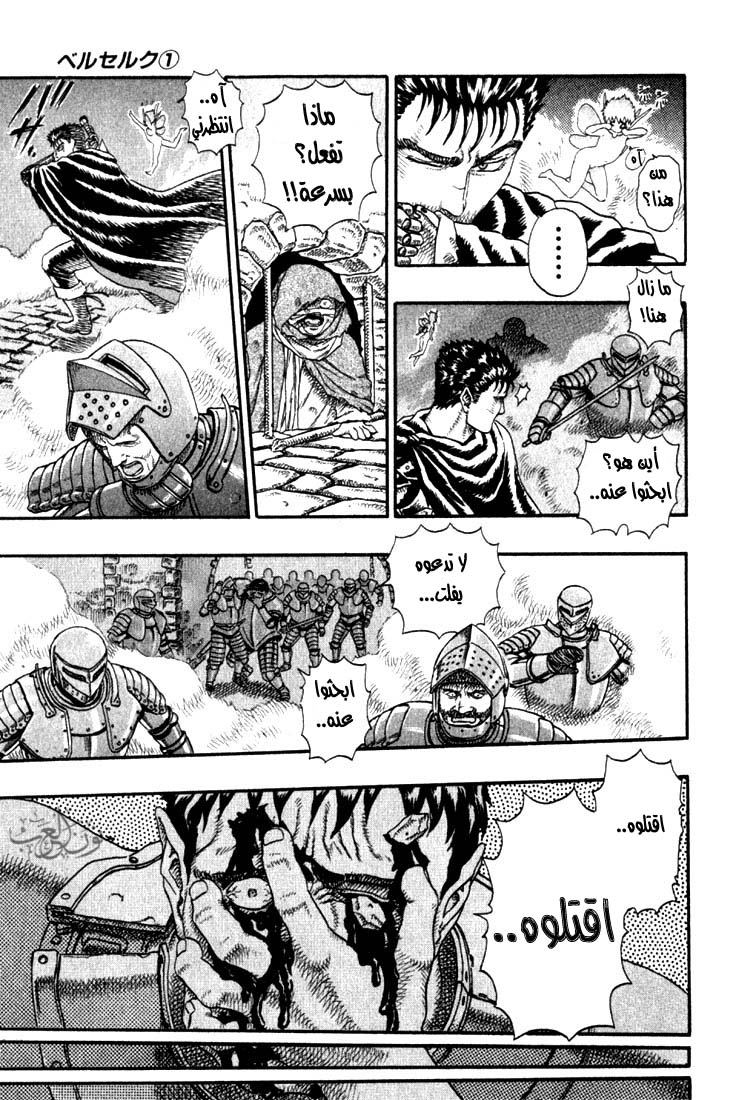 ベルセルク①
آه
من
هذا؟
....
ما زال
هنا!
أين هو؟
ابحثوا عنه..
ماذا
تفعل؟
بسرعة!!
آه..
انتظرني
لا تدعوه
يفلت...
ابحثوا
عنه..
اقتلوه..
اقتلوه..